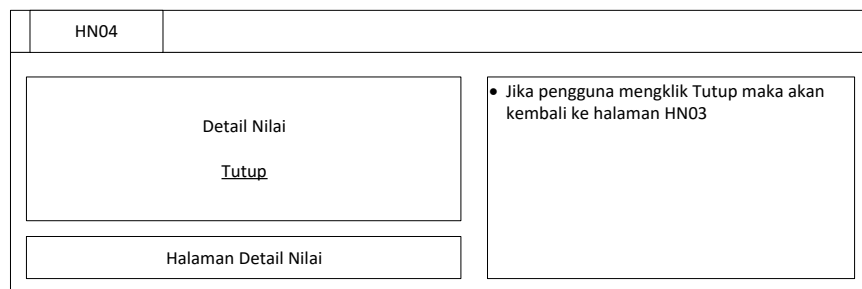 HN04
Detail Nilai
Tutup
Halaman Detail Nilai
• Jika pengguna mengklik Tutup maka akan
kembali ke halaman HN03